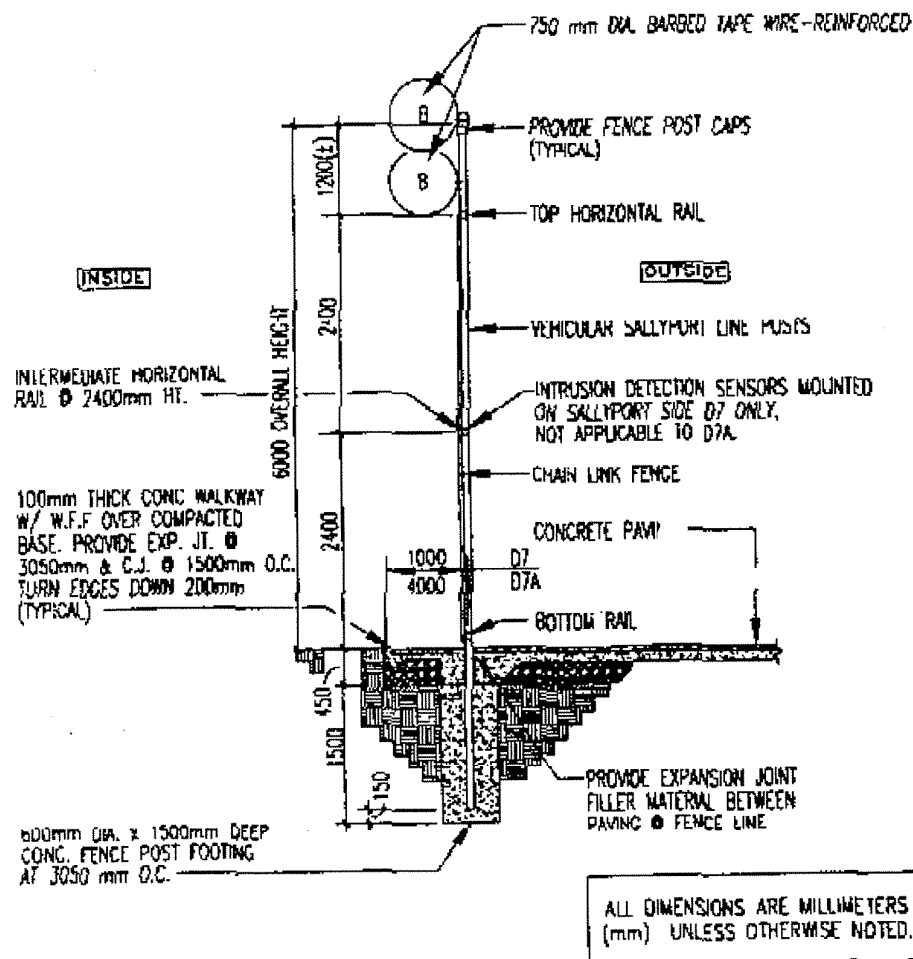 750 mm DIA. BARBED TAPE WIRE-REINFORCED
PROVIDE FENCE POST CAPS
(TYPICAL)
B
1200(±)
TOP HORIZONTAL RAIL
INSIDE
OUTSIDE
6000 OVERALL HEIGHT
2400
VEHICULAR SALLYPORT LINE POSTS
INTERMEDIATE HORIZONTAL
RAIL @ 2400mm HT.
INTRUSION DETECTION SENSORS MOUNTED
ON SALLYPORT SIDE D7 ONLY,
NOT APPLICABLE TO D7A.
CHAIN LINK FENCE
100mm THICK CONC WALKWAY
W/ W.F.F OVER COMPACTED
BASE. PROVIDE EXP. JT. @
3050mm & C.J. @ 1500mm O.C.
TURN EDGES DOWN 200mm
(TYPICAL)
2400
CONCRETE PAVI
1000 D7
4000 D7A
BOTTOM RAIL
450
1500
150
PROVIDE EXPANSION JOINT
FILLER MATERIAL BETWEEN
PAVING @ FENCE LINE
600mm DIA. x 1500mm DEEP
CONC. FENCE POST FOOTING
AT 3050 mm O.C.
ALL DIMENSIONS ARE MILLIMETERS
(mm) UNLESS OTHERWISE NOTED.